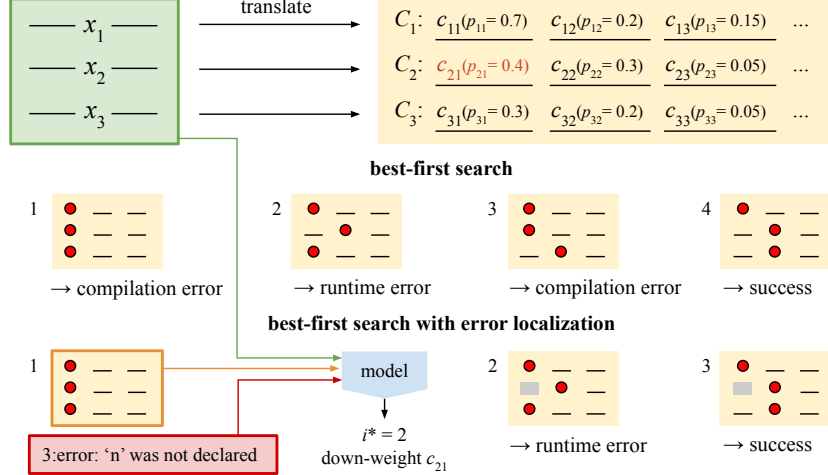 translate
x1
x2
x3
C1: c11(p11= 0.7) c12(p12= 0.2) c13(p13= 0.15) ...
C2: c21(p21= 0.4) c22(p22= 0.3) c23(p23= 0.05) ...
C3: c31(p31= 0.3) c32(p32= 0.2) c33(p33= 0.05) ...
best-first search
1 2 3 4
→ compilation error → runtime error → compilation error → success
best-first search with error localization
1 model 2 3
3:error: ‘n’ was not declared
i* = 2
down-weight c21
→ runtime error → success